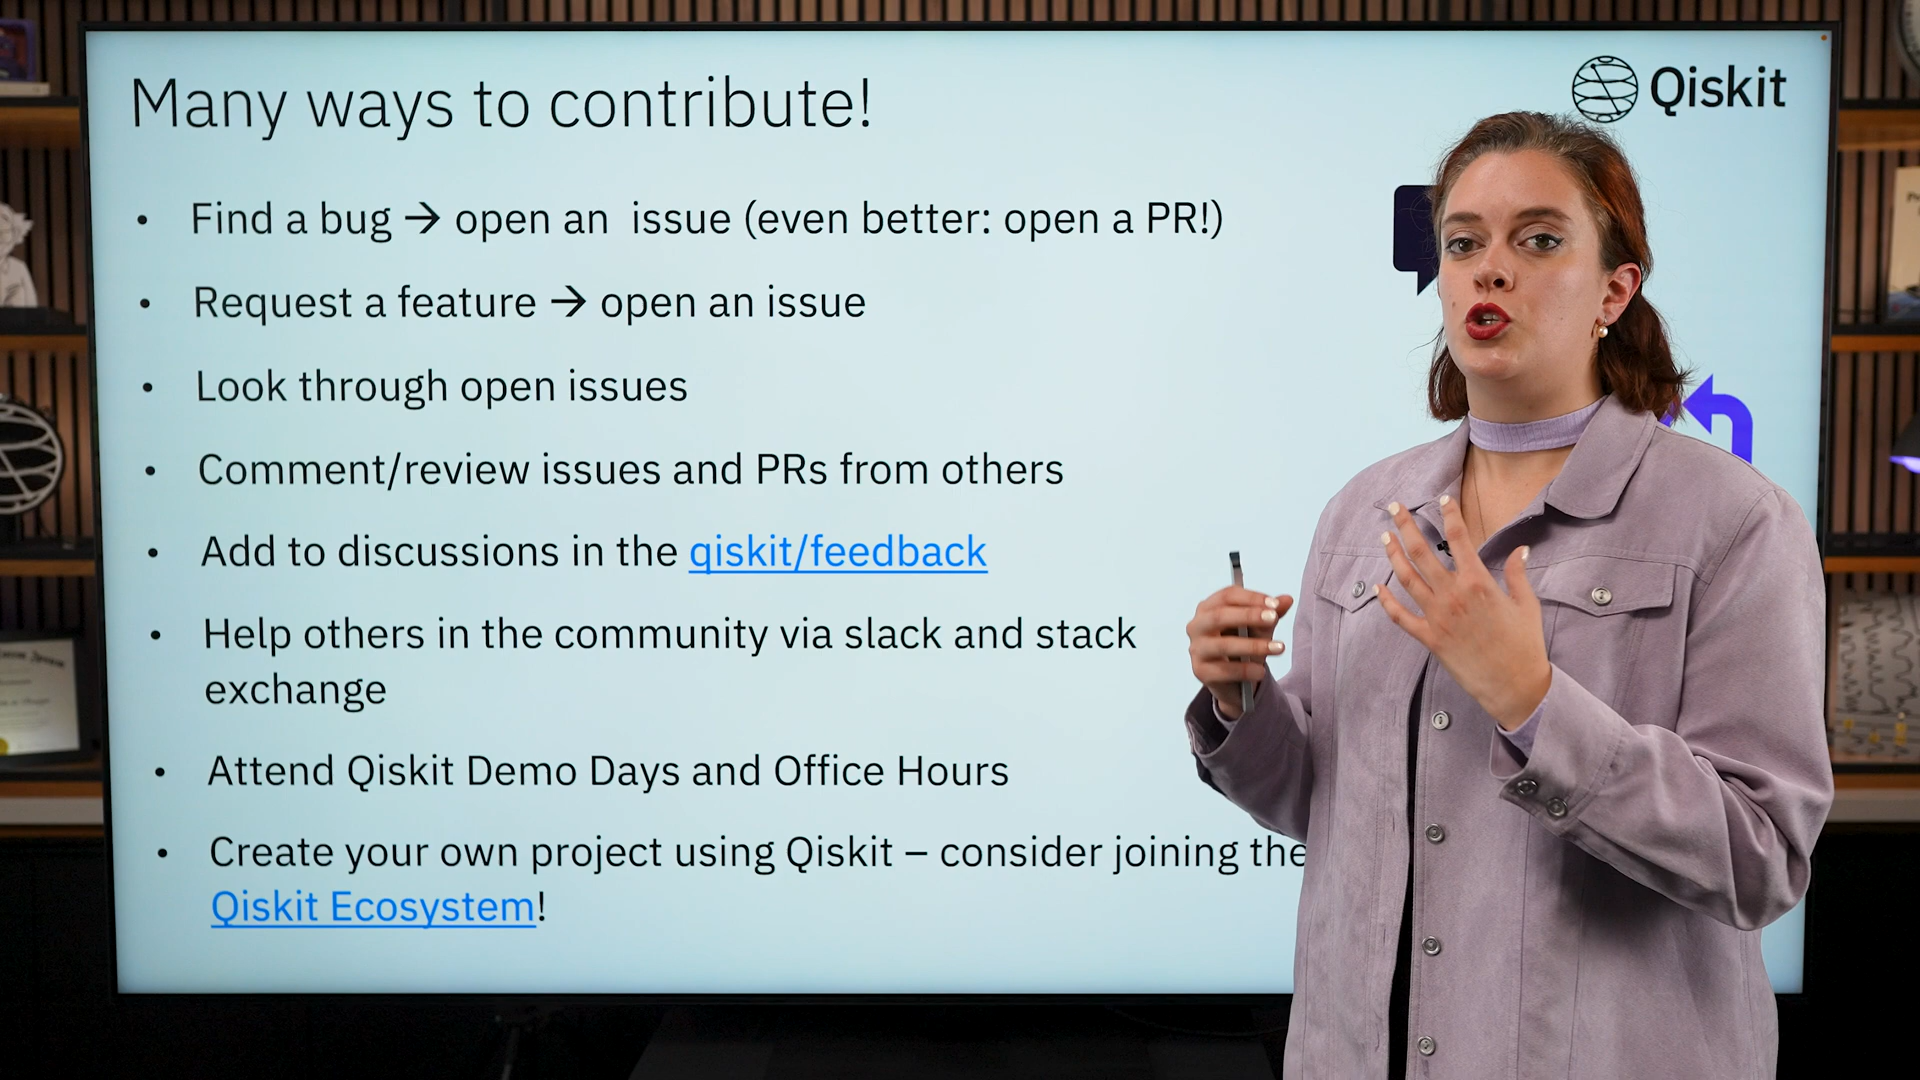 Many ways to contribute!
Qiskit
• Find a bug → open an issue (even better: open a PR!)
• Request a feature → open an issue
• Look through open issues
• Comment/review issues and PRs from others
• Add to discussions in the qiskit/feedback
• Help others in the community via slack and stack
exchange
• Attend Qiskit Demo Days and Office Hours
• Create your own project using Qiskit – consider joining the
Qiskit Ecosystem!